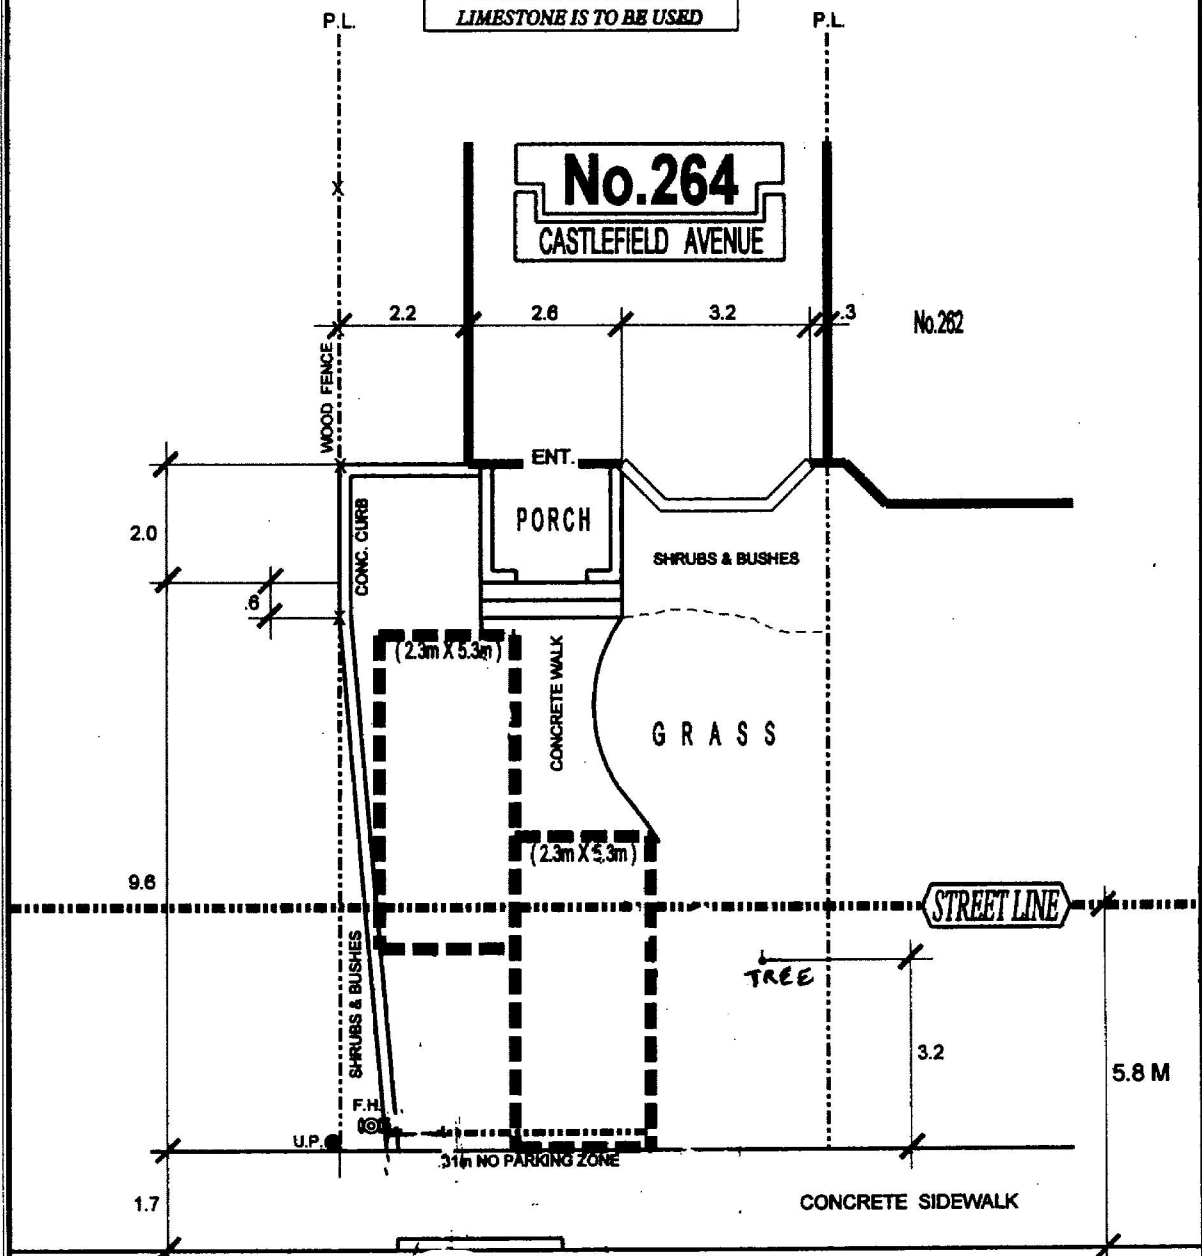 LIMESTONE IS TO BE USED
P.L.
P.L.
No.264
CASTLEFIELD AVENUE
2.2
2.6
3.2
.3
No.262
WOOD FENCE
ENT.
PORCH
2.0
CONC. CURB
SHRUBS & BUSHES
.6
(2.3m X 5.3m)
CONCRETE WALK
GRASS
(2.3m X 5.3m)
9.6
STREET LINE
TREE
SHRUBS & BUSHES
3.2
5.8 M
F.H.
U.P.
.31m NO PARKING ZONE
1.7
CONCRETE SIDEWALK